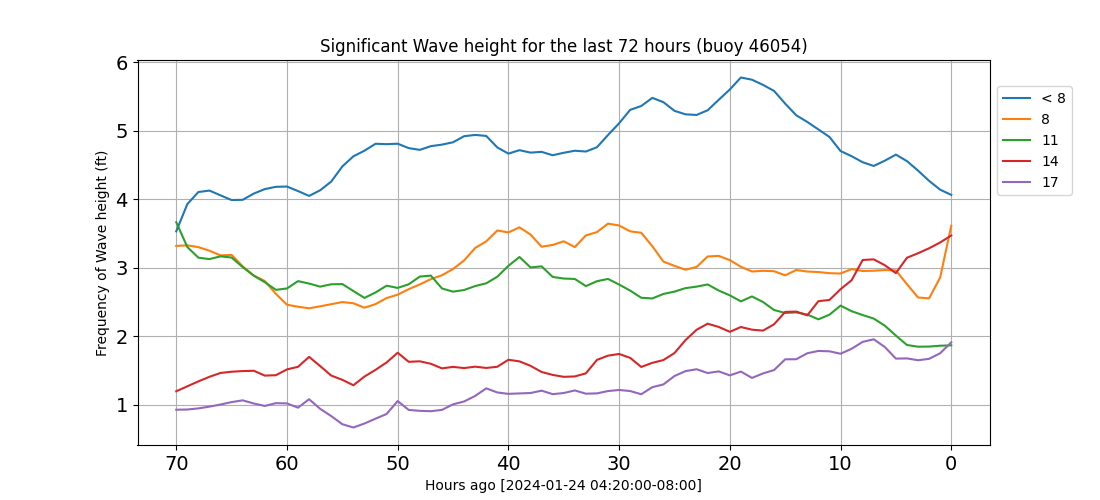 Significant Wave height for the last 72 hours (buoy 46054)
6
5
4
3
2
1
Frequency of Wave height (ft)
70 60 50 40 30 20 10 0
Hours ago [2024-01-24 04:20:00-08:00]
< 8
8
11
14
17